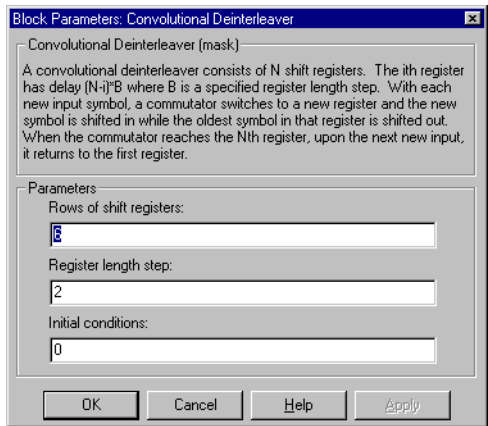 Block Parameters: Convolutional Deinterleaver
Convolutional Deinterleaver (mask)
A convolutional deinterleaver consists of N shift registers. The ith register
has delay (N-i)*B where B is a specified register length step. With each
new input symbol, a commutator switches to a new register and the new
symbol is shifted in while the oldest symbol in that register is shifted out.
When the commutator reaches the Nth register, upon the next new input,
it returns to the first register.
Parameters
Rows of shift registers:
6
Register length step:
2
Initial conditions:
0
OK Cancel Help Apply